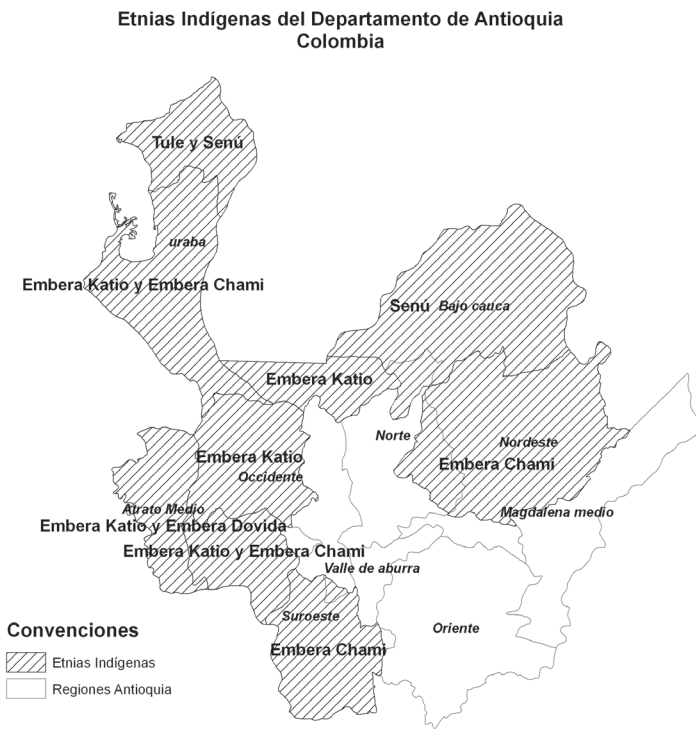 Etnias Indígenas del Departamento de Antioquia
Colombia
Tule y Senú
uraba
Embera Katio y Embera Chami
Senú
Bajo cauca
Embera Katio
Norte
Nordeste
Embera Chami
Embera Katio
Occidente
Atrato Medio
Magdalena medio
Embera Katio y Embera Dovida
Embera Katio y Embera Chami
Valle de aburra
Suroeste
Oriente
Embera Chami
Convenciones
Etnias Indígenas
Regiones Antioquia